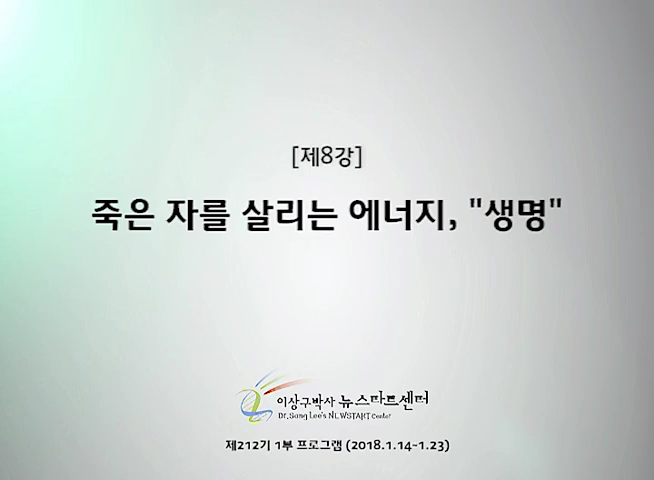 [제8강]
죽은 자를 살리는 에너지, "생명"
이상구박사 뉴스타트센터
Dr. Sang Lee's NEWSTART Center
제212기 1부 프로그램 (2018.1.14~1.23)